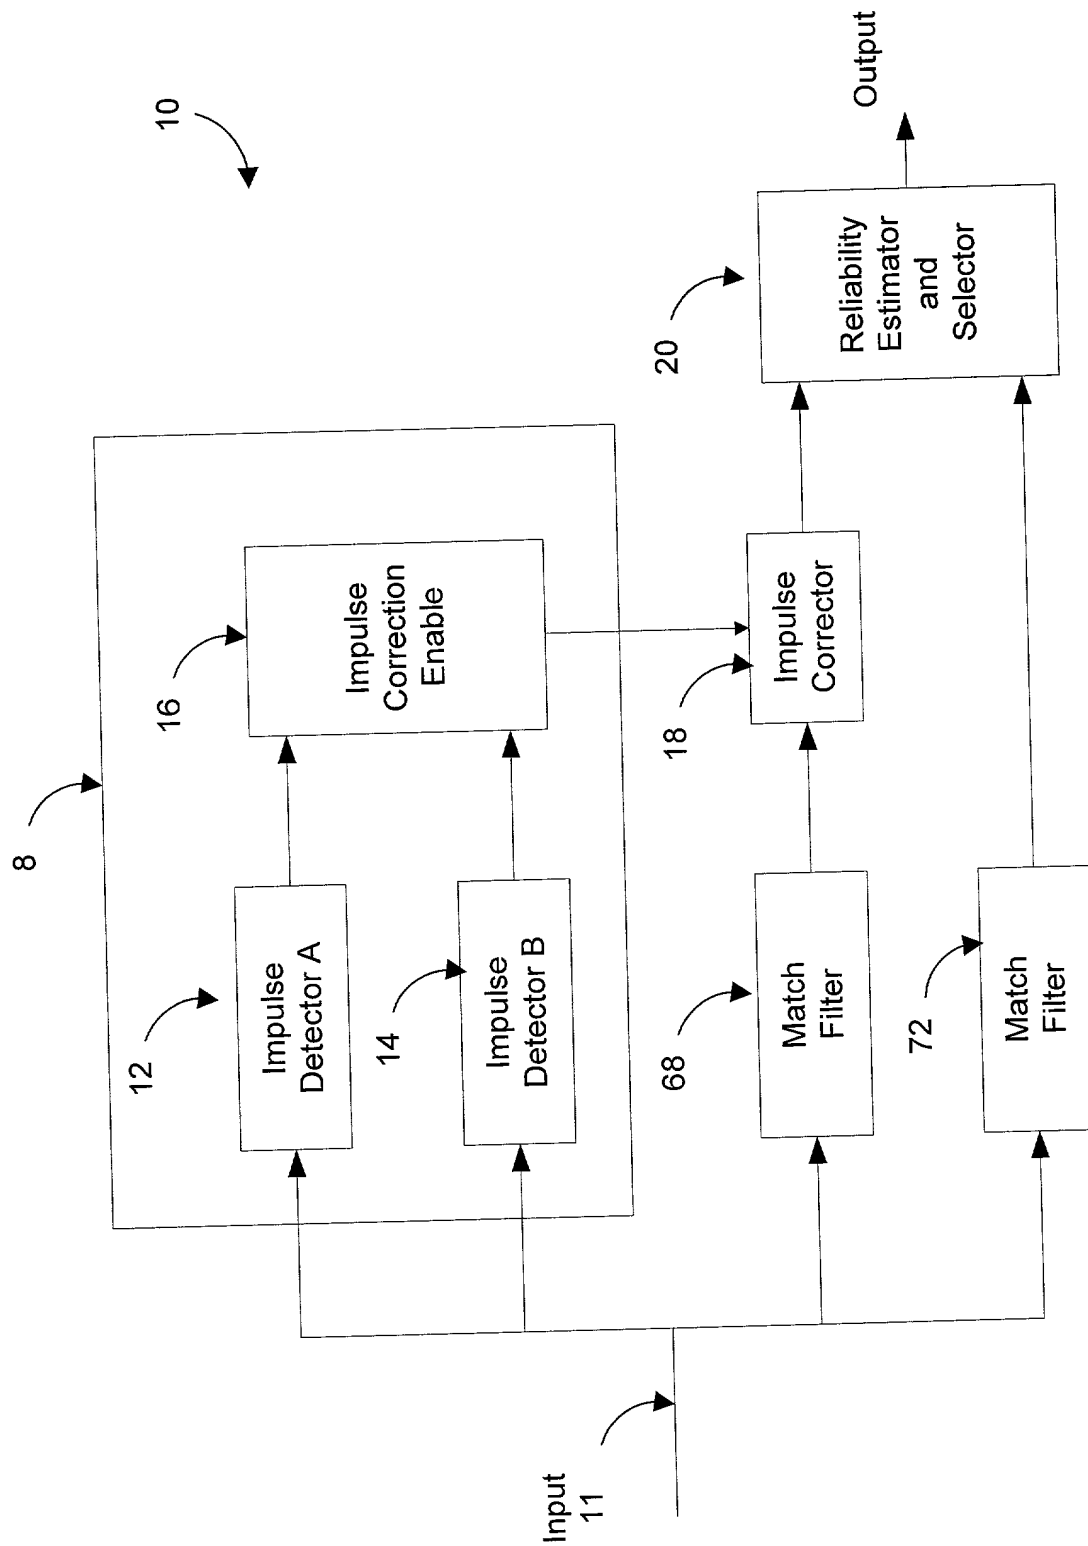 10
8
16
12
Impulse
Detector A
Impulse
Correction
Enable
14
Impulse
Detector B
Input
11
68
Match
Filter
18
Impulse
Corrector
20
Reliability
Estimator
and
Selector
Output
72
Match
Filter